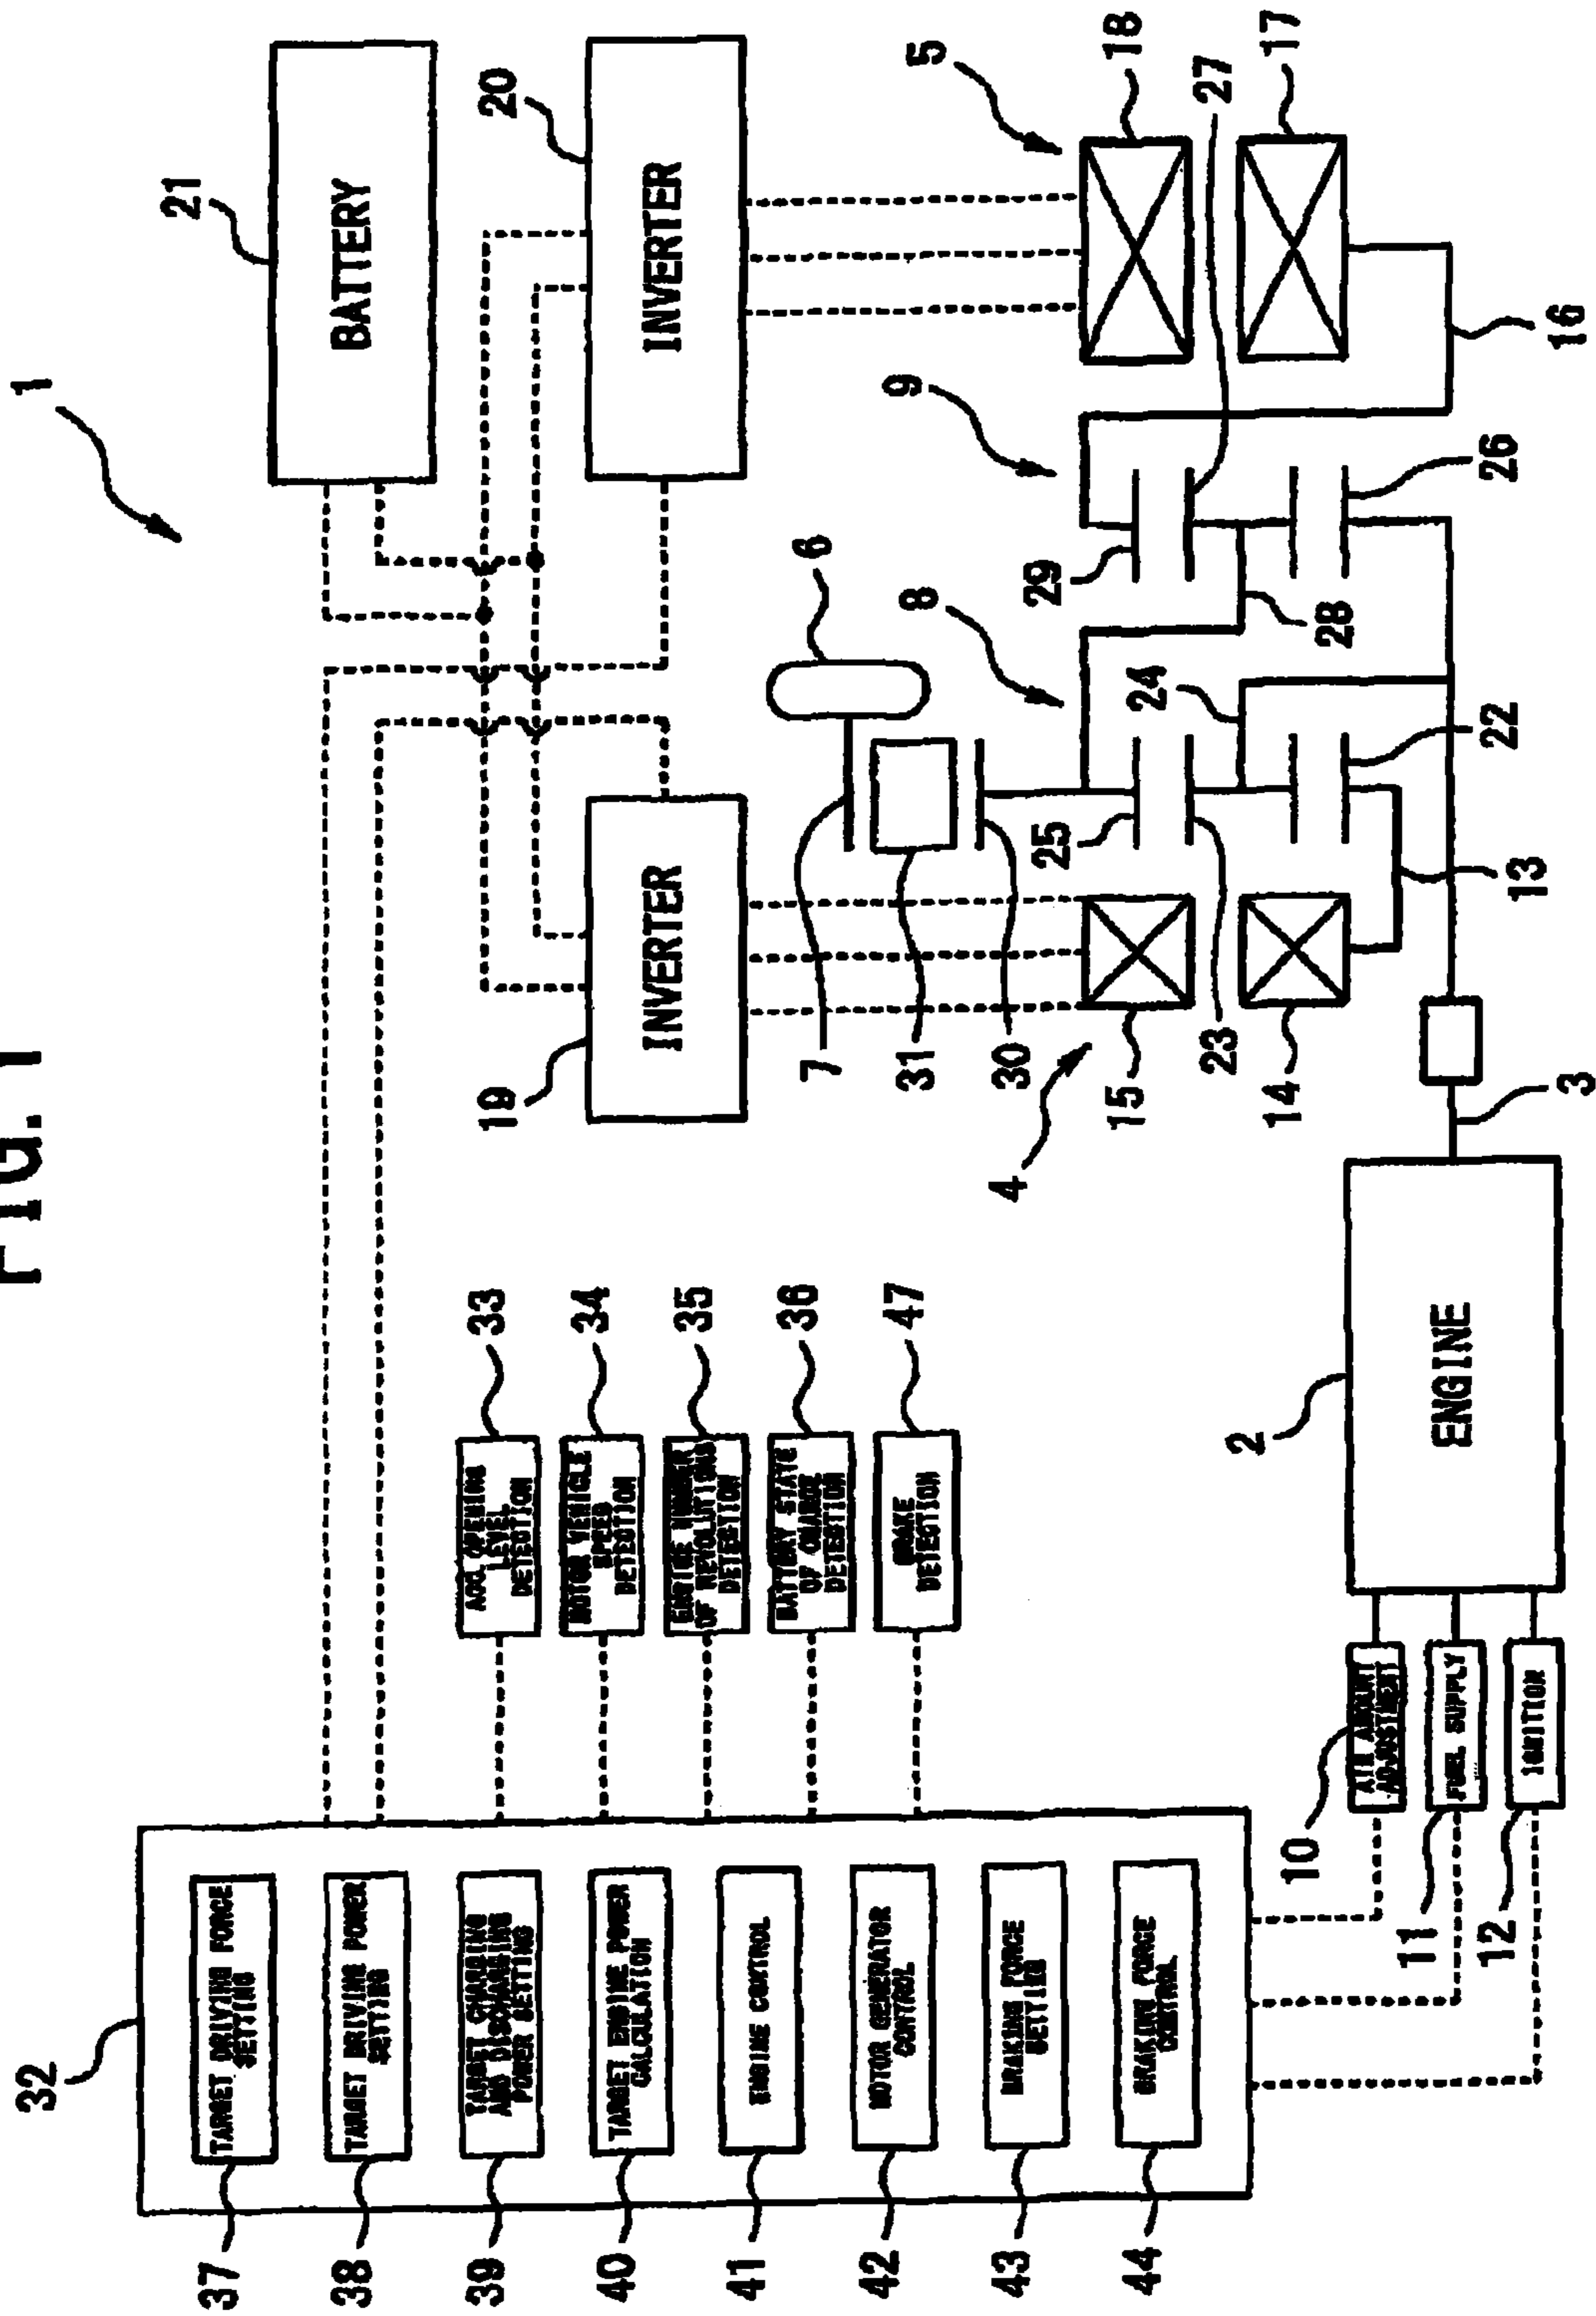 FIG. 1
1
21
BATTERY
20
INVERTER
19
INVERTER
5
18
17
27
16
9
29
26
28
6
8
24
22
25
7
31
30
23
13
4
15
14
3
2
ENGINE
33
ACC. OPENING
LEVEL
DETECTION
34
MOTOR VEHICLE
SPEED
DETECTION
35
ENGINE NUMBER
OF REVOLUTIONS
DETECTION
36
BATTERY STATE
OF CHARGE
DETECTION
47
BRAKE
DETECTION
10
AIR AMOUNT
ADJUSTMENT
11
FUEL SUPPLY
12
IGNITION
32
37
TARGET DRIVING FORCE
SETTING
38
TARGET DRIVING POWER
SETTING
39
TARGET CHARGING
AND DISCHARGING
POWER SETTING
40
TARGET ENGINE POWER
CALCULATION
41
ENGINE CONTROL
42
MOTOR GENERATOR
CONTROL
43
BRAKING FORCE
SETTING
44
BRAKING FORCE
CONTROL